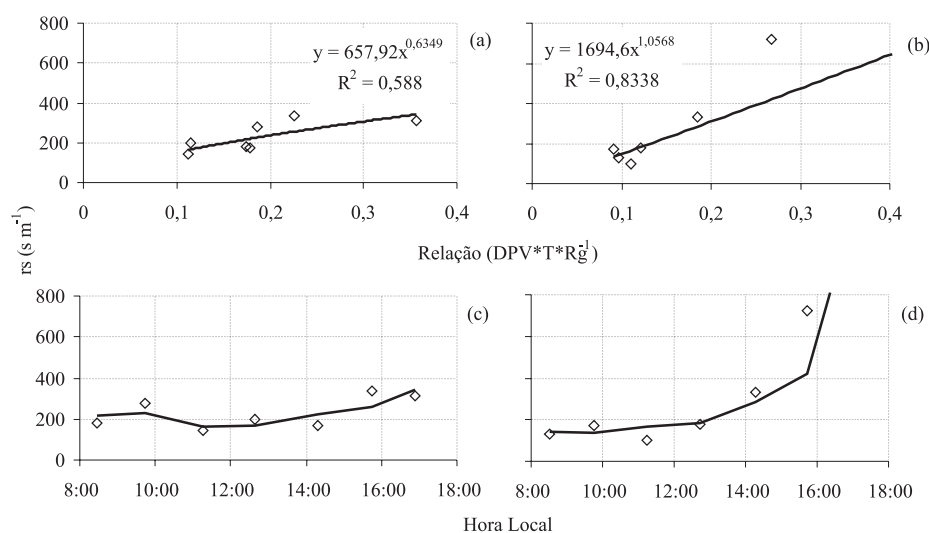 800
600
400
200
0
y = 657,92x^0,6349
R² = 0,588
(a)
y = 1694,6x^1,0568
R² = 0,8338
(b)
0 0,1 0,2 0,3 0,4
0 0,1 0,2 0,3 0,4
rs (s m⁻¹)
Relação (DPV*T*Rg⁻¹)
800
600
400
200
0
(c)
(d)
8:00 10:00 12:00 14:00 16:00 18:00
8:00 10:00 12:00 14:00 16:00 18:00
Hora Local